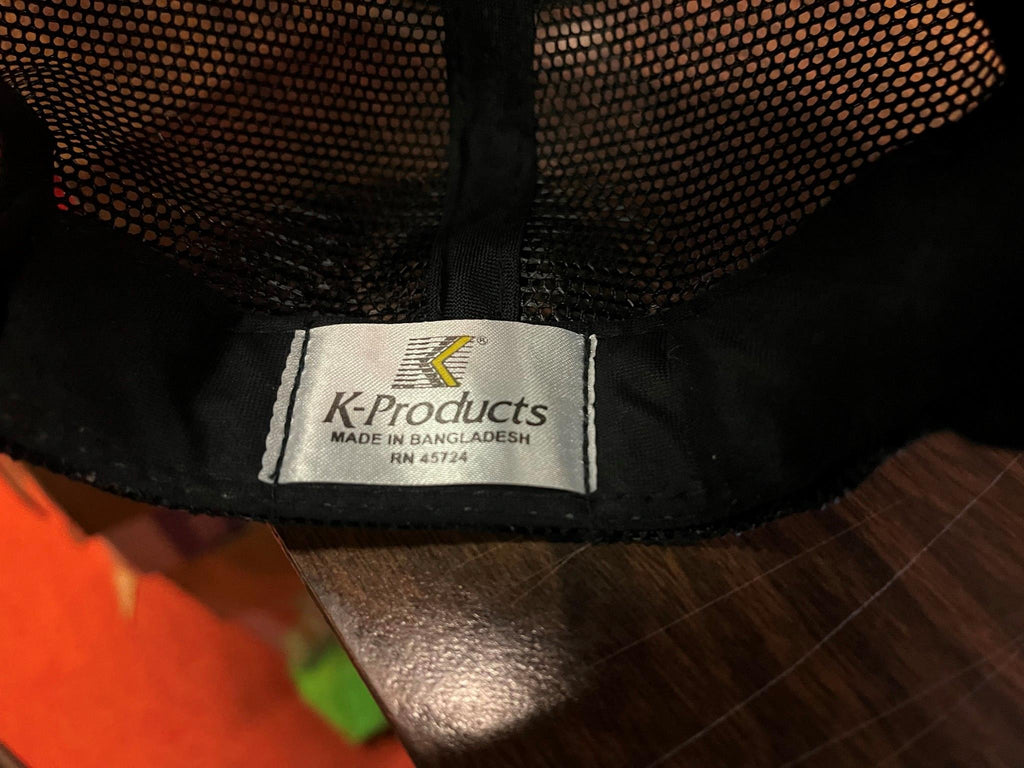 K®
K-Products
MADE IN BANGLADESH
RN 45724